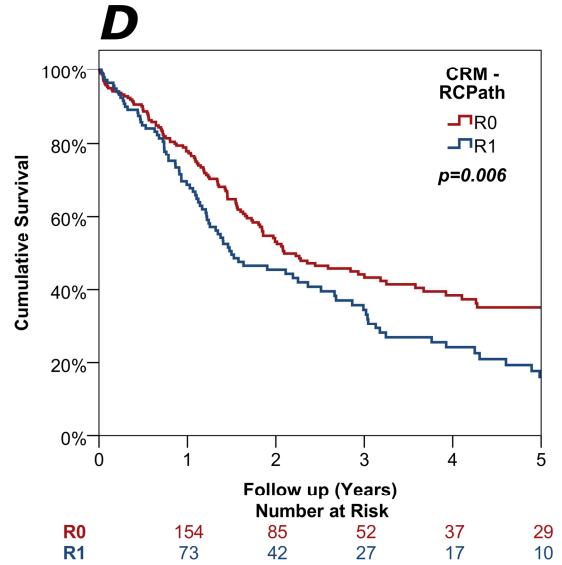 D
CRM -
RCPath
R0
R1
p=0.006
Cumulative Survival
100%
80%
60%
40%
20%
0%
0 1 2 3 4 5
Follow up (Years)
Number at Risk
R0 154 85 52 37 29
R1 73 42 27 17 10